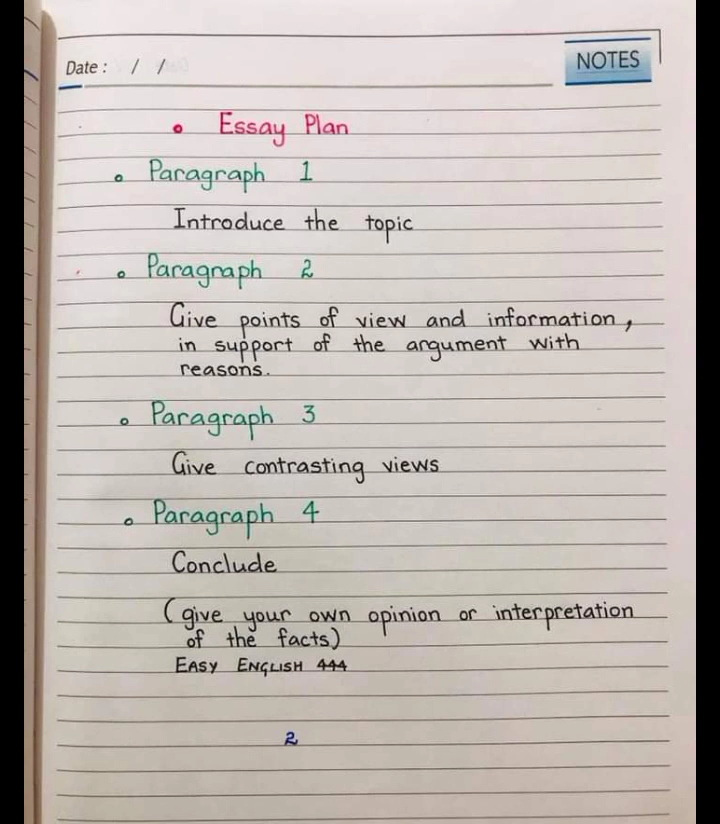 Date : / /
NOTES
Essay Plan
Paragraph 1
Introduce the topic
Paragraph 2
Give points of view and information,
in support of the argument with
reasons.
Paragraph 3
Give contrasting views
Paragraph 4
Conclude
(give your own opinion or interpretation
of the facts)
EASY ENGLISH 444
2